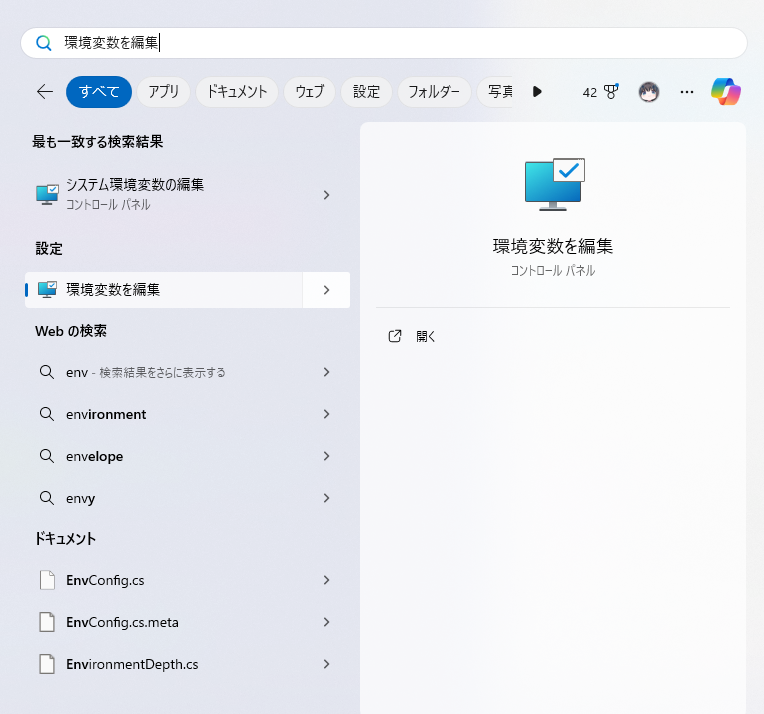 環境変数を編集
すべて アプリ ドキュメント ウェブ 設定 フォルダー 写真 42
最も一致する検索結果
システム環境変数の編集
コントロール パネル
設定
環境変数を編集
Web の検索
env - 検索結果をさらに表示する
environment
envelope
envy
ドキュメント
EnvConfig.cs
EnvConfig.cs.meta
EnvironmentDepth.cs
環境変数を編集
コントロール パネル
開く